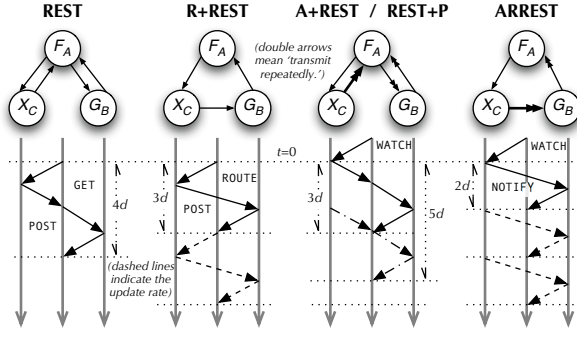 REST
R+REST
A+REST / REST+P
ARREST
F_A
X_C
G_B
F_A
X_C
G_B
(double arrows
mean 'transmit
repeatedly.')
F_A
X_C
G_B
F_A
X_C
G_B
t=0
GET
POST
4d
(dashed lines
indicate the
update rate)
3d
ROUTE
POST
WATCH
3d
5d
WATCH
2d
NOTIFY